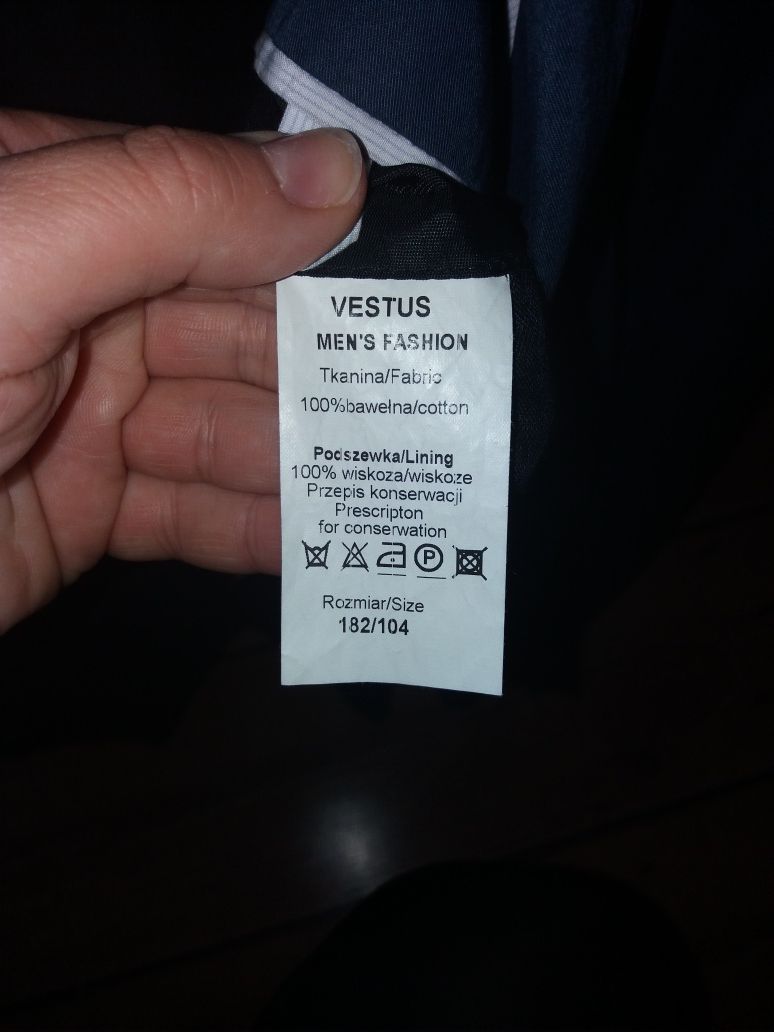 VESTUS
MEN'S FASHION
Tkanina/Fabric
100%bawełna/cotton
Podszewka/Lining
100% wiskoza/wiskoze
Przepis konserwacji
Prescripton
for conserwation
P
Rozmiar/Size
182/104